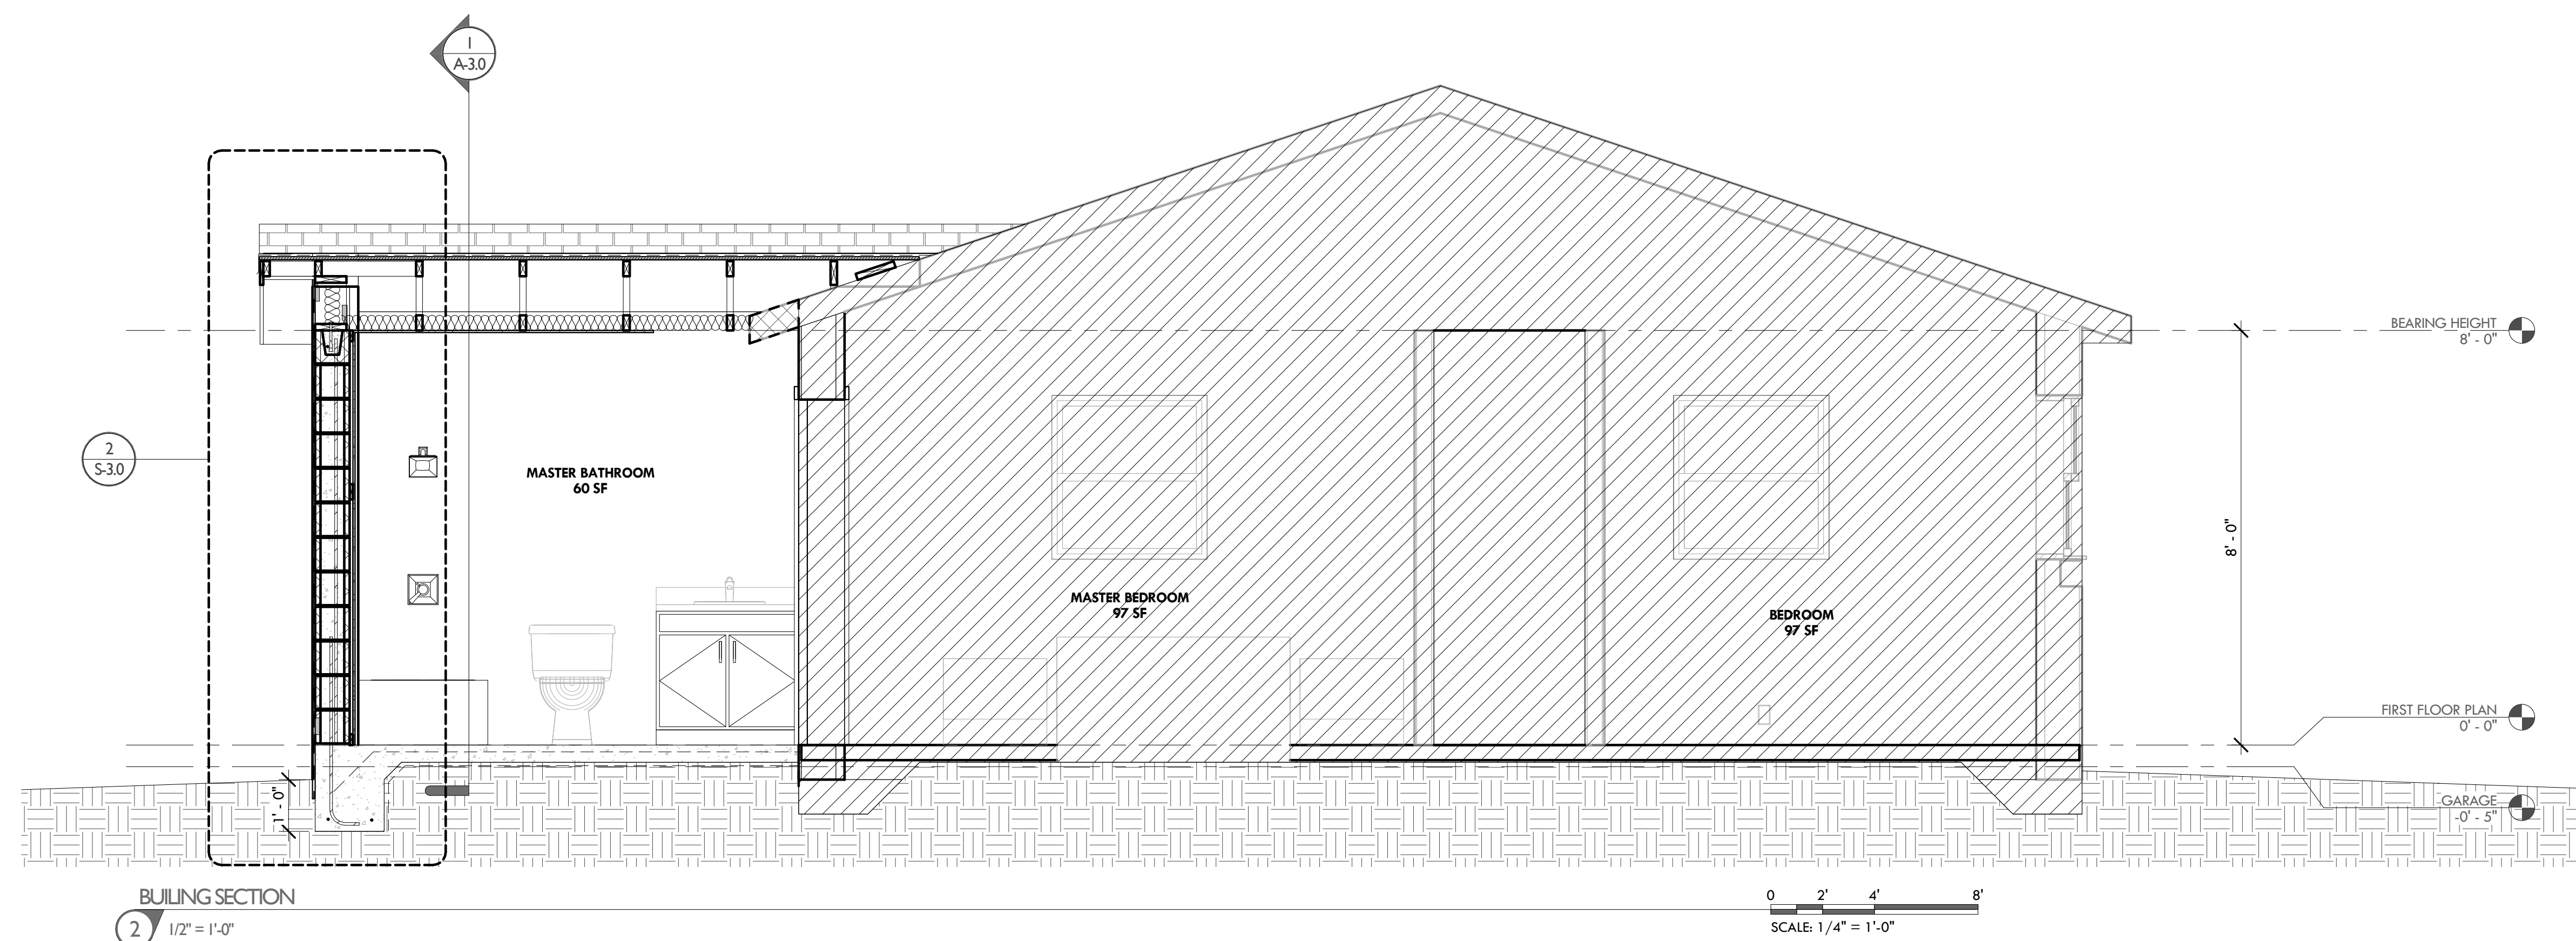 1
A-3.0
BEARING HEIGHT
8' - 0"
2
S-3.0
MASTER BATHROOM
60 SF
8' - 0"
MASTER BEDROOM
97 SF
BEDROOM
97 SF
FIRST FLOOR PLAN
0' - 0"
1' - 0"
GARAGE
-0' - 5"
BUILING SECTION
2
1/2" = 1'-0"
0 2' 4' 8'
SCALE: 1/4" = 1'-0"